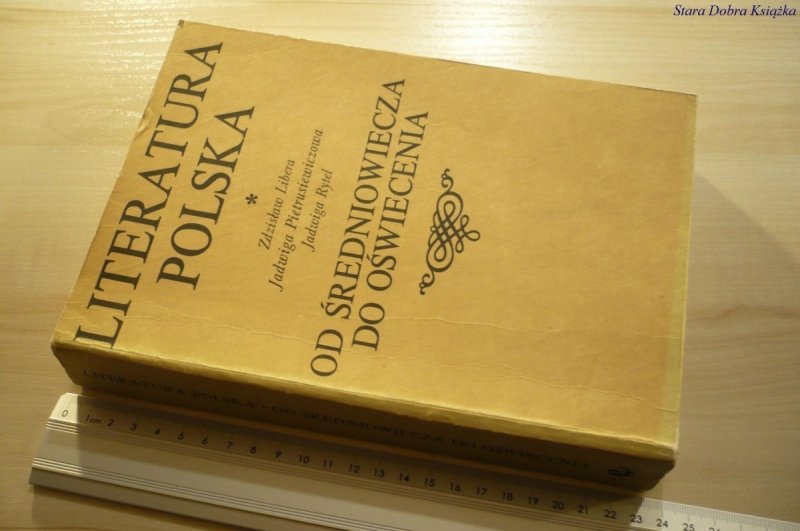 Stara Dobra Książka
LITERATURA
POLSKA
*
Zdzisław Libera
Jadwiga Pietrusiewiczowa
Jadwiga Rytel
OD ŚREDNIOWIECZA
DO OŚWIECENIA
LITERATURA POLSKA • OD ŚREDNIOWIECZA DO OŚWIECENIA
0 1cm 2 3 4 5 6 7 8 9 10 11 12 13 14 15 16 17 18 19 20 21 22 23 24 25